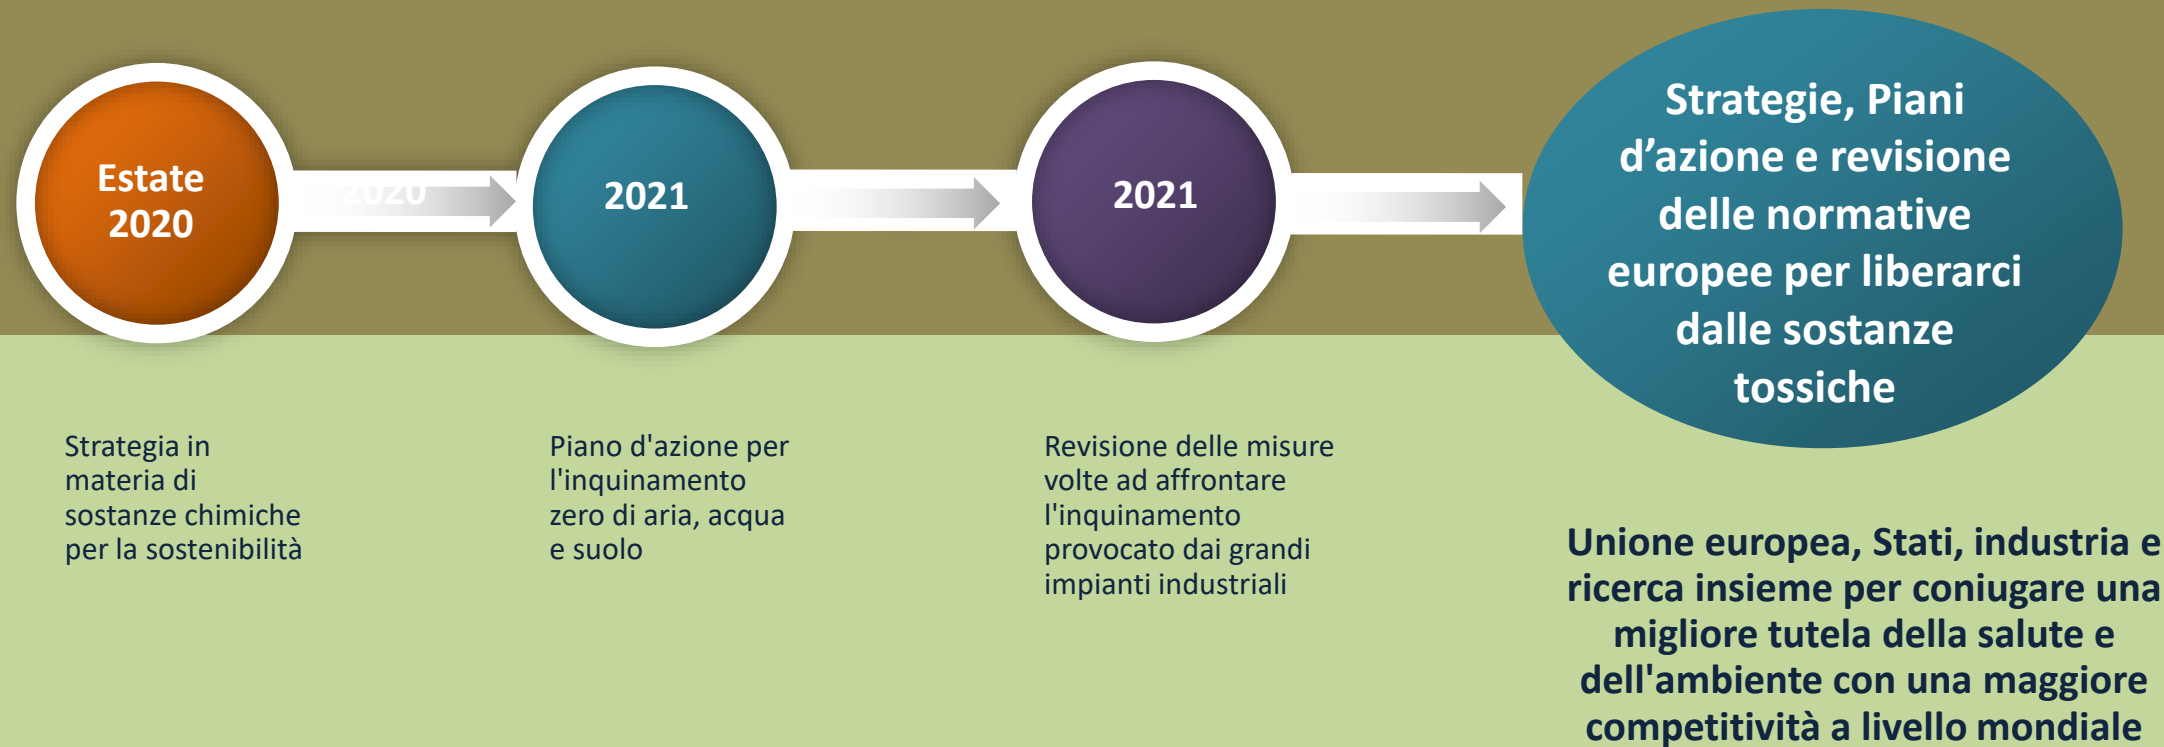 Estate
2020
2020
2021
2021
Strategie, Piani
d’azione e revisione
delle normative
europee per liberarci
dalle sostanze
tossiche
Strategia in
materia di
sostanze chimiche
per la sostenibilità
Piano d'azione per
l'inquinamento
zero di aria, acqua
e suolo
Revisione delle misure
volte ad affrontare
l'inquinamento
provocato dai grandi
impianti industriali
Unione europea, Stati, industria e
ricerca insieme per coniugare una
migliore tutela della salute e
dell'ambiente con una maggiore
competitività a livello mondiale